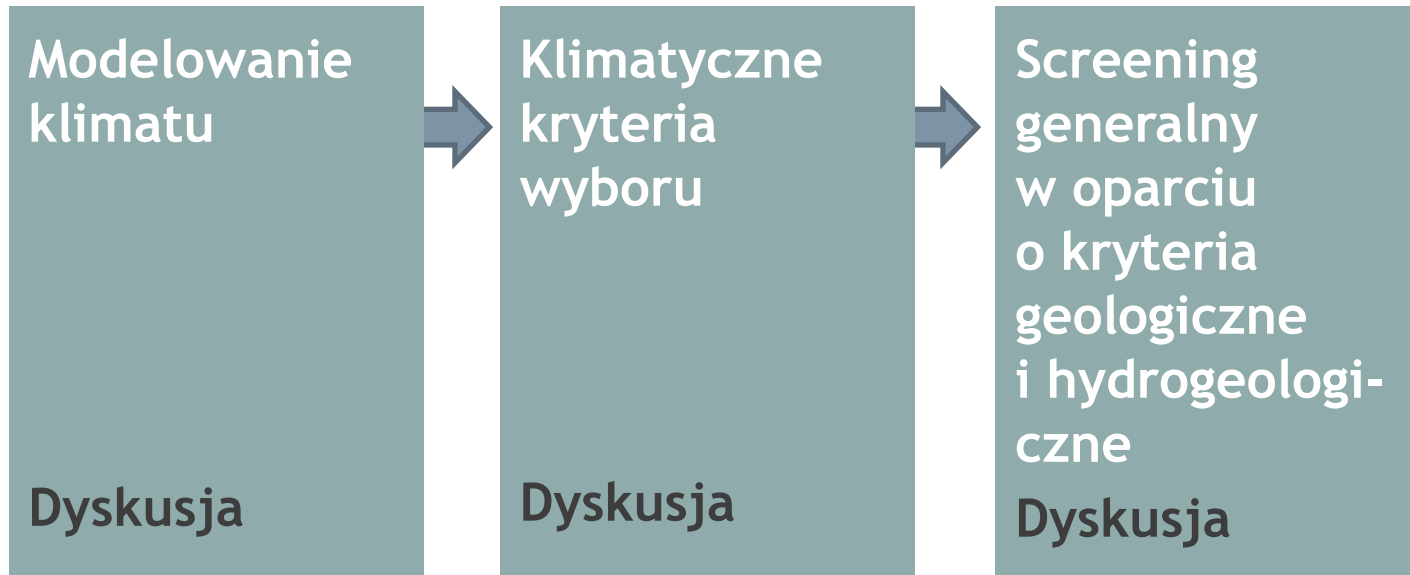 Modelowanie
klimatu
Dyskusja
Klimatyczne
kryteria
wyboru
Dyskusja
Screening
generalny
w oparciu
o kryteria
geologiczne
i hydrogeologi-
czne
Dyskusja